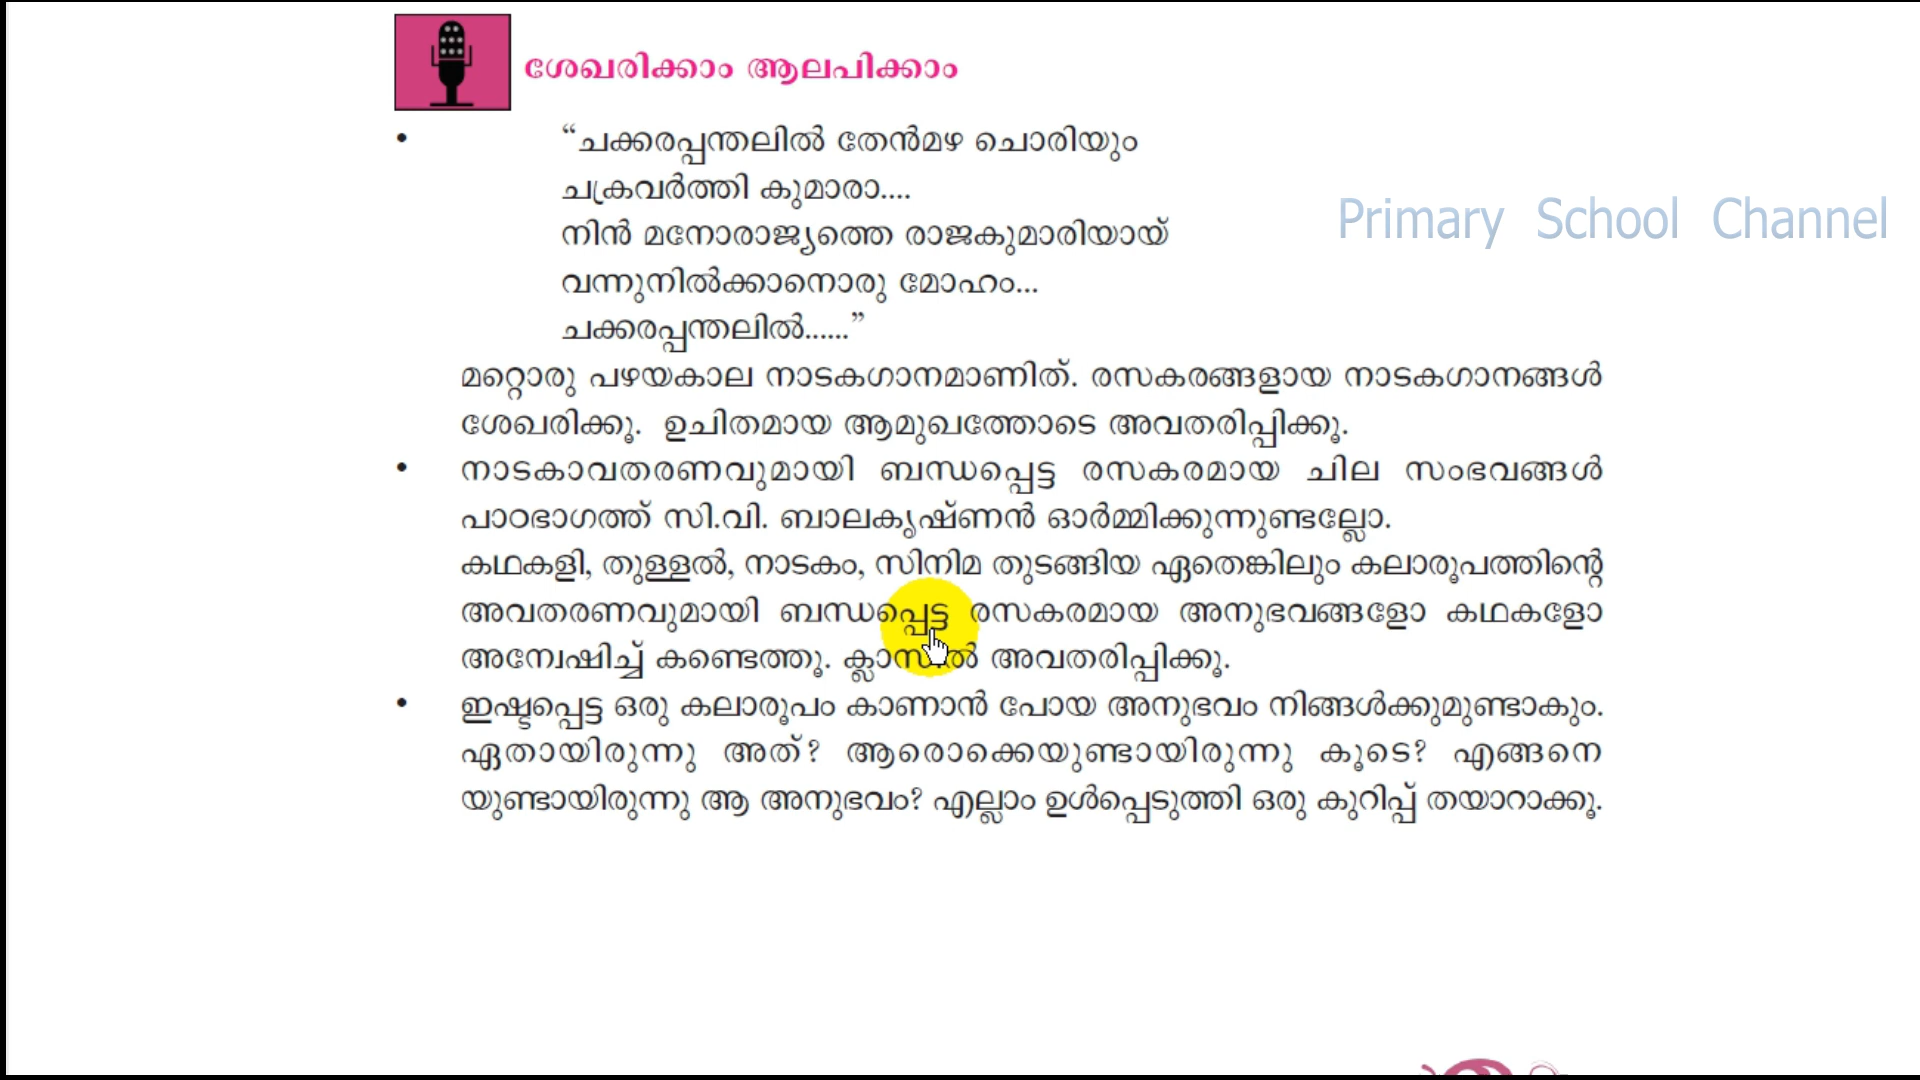 ശേഖരിക്കാം ആലപിക്കാം
• “ചക്കരപ്പന്തലിൽ തേൻമഴ ചൊരിയും
ചക്രവർത്തി കുമാരാ....
Primary School Channel
നിൻ മനോരാജ്യത്തെ രാജകുമാരിയായ്
വന്നുനിൽക്കാനൊരു മോഹം...
ചക്കരപ്പന്തലിൽ......”
മറ്റൊരു പഴയകാല നാടകഗാനമാണിത്. രസകരങ്ങളായ നാടകഗാനങ്ങൾ
ശേഖരിക്കൂ. ഉചിതമായ ആമുഖത്തോടെ അവതരിപ്പിക്കൂ.
• നാടകാവതരണവുമായി ബന്ധപ്പെട്ട രസകരമായ ചില സംഭവങ്ങൾ
പാഠഭാഗത്ത് സി.വി. ബാലകൃഷ്ണൻ ഓർമ്മിക്കുന്നുണ്ടല്ലോ.
കഥകളി, തുള്ളൽ, നാടകം, സിനിമ തുടങ്ങിയ ഏതെങ്കിലും കലാരൂപത്തിന്റെ
അവതരണവുമായി ബന്ധപ്പെട്ട രസകരമായ അനുഭവങ്ങളോ കഥകളോ
അന്വേഷിച്ച് കണ്ടെത്തൂ. ക്ലാസിൽ അവതരിപ്പിക്കൂ.
• ഇഷ്ടപ്പെട്ട ഒരു കലാരൂപം കാണാൻ പോയ അനുഭവം നിങ്ങൾക്കുമുണ്ടാകും.
ഏതായിരുന്നു അത്? ആരൊക്കെയുണ്ടായിരുന്നു കൂടെ? എങ്ങനെ
യുണ്ടായിരുന്നു ആ അനുഭവം? എല്ലാം ഉൾപ്പെടുത്തി ഒരു കുറിപ്പ് തയാറാക്കൂ.